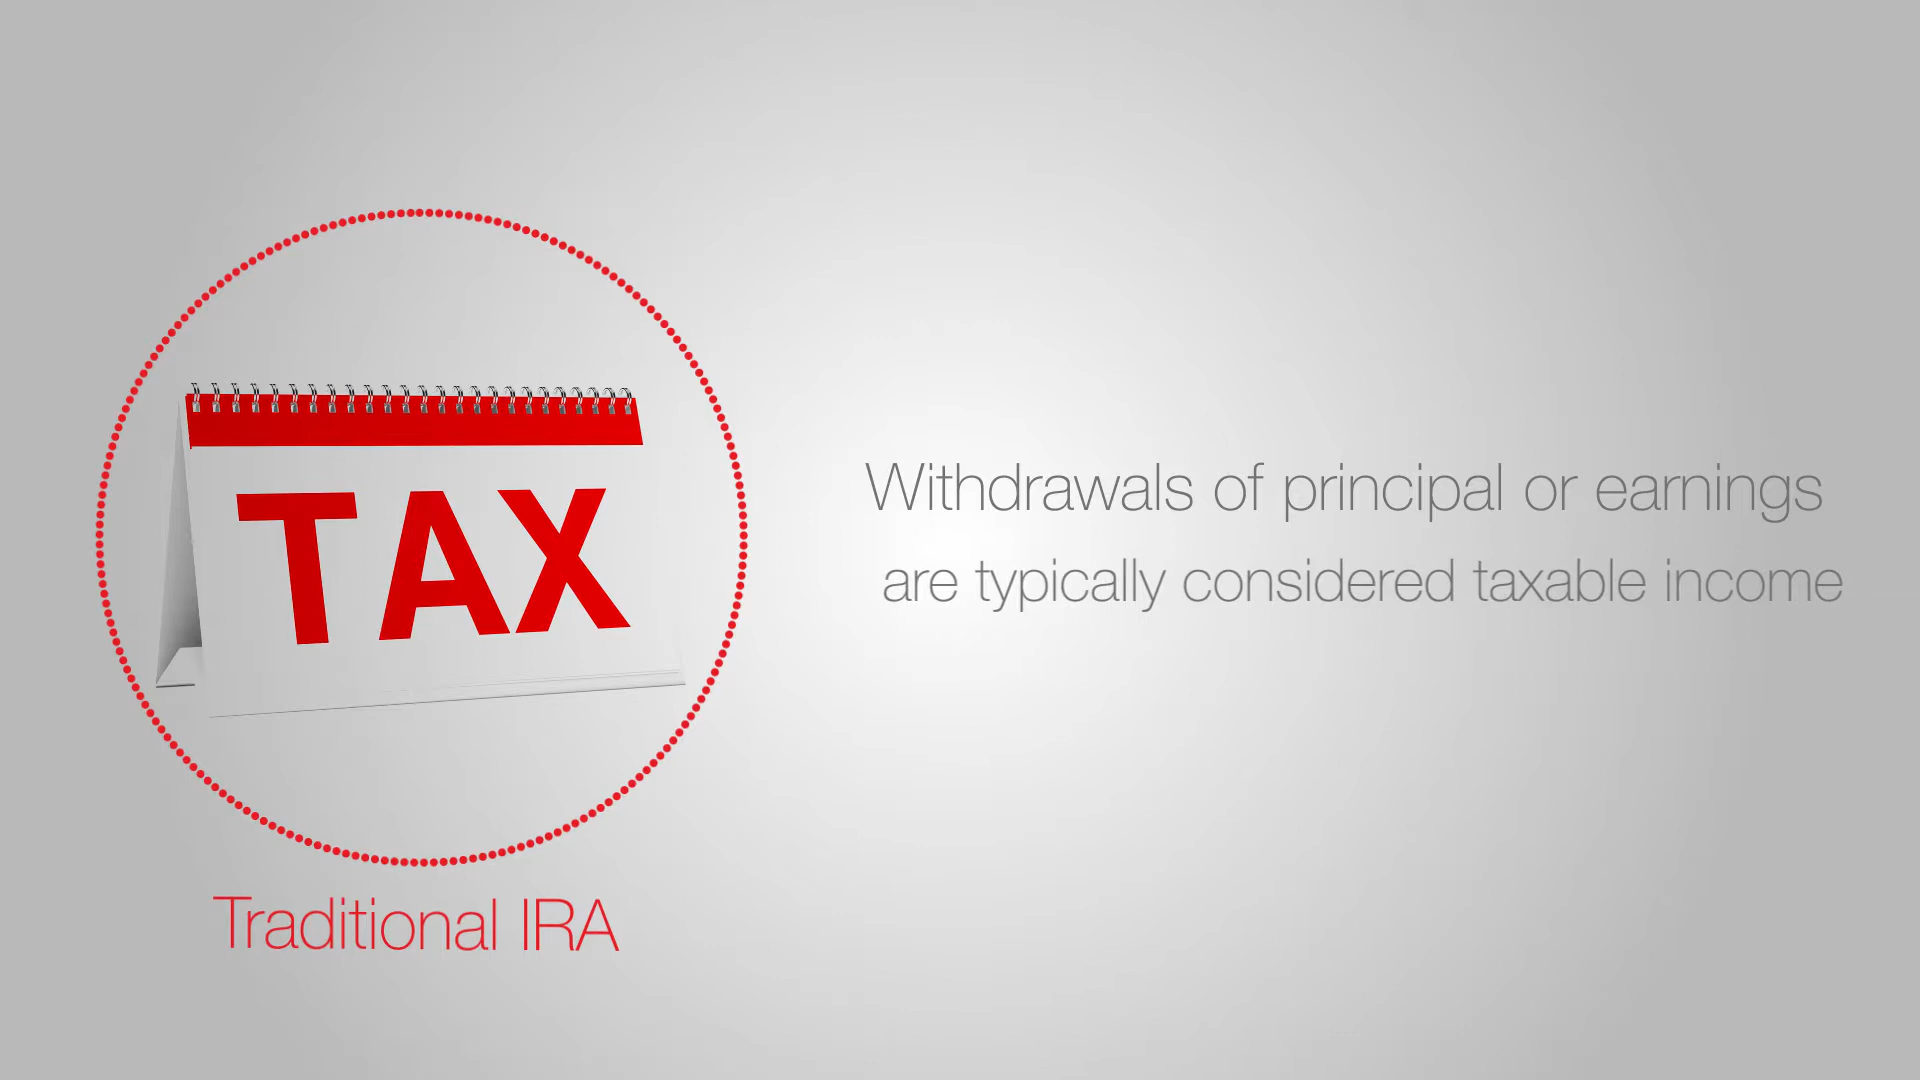 TAX
Traditional IRA
Withdrawals of principal or earnings
are typically considered taxable income